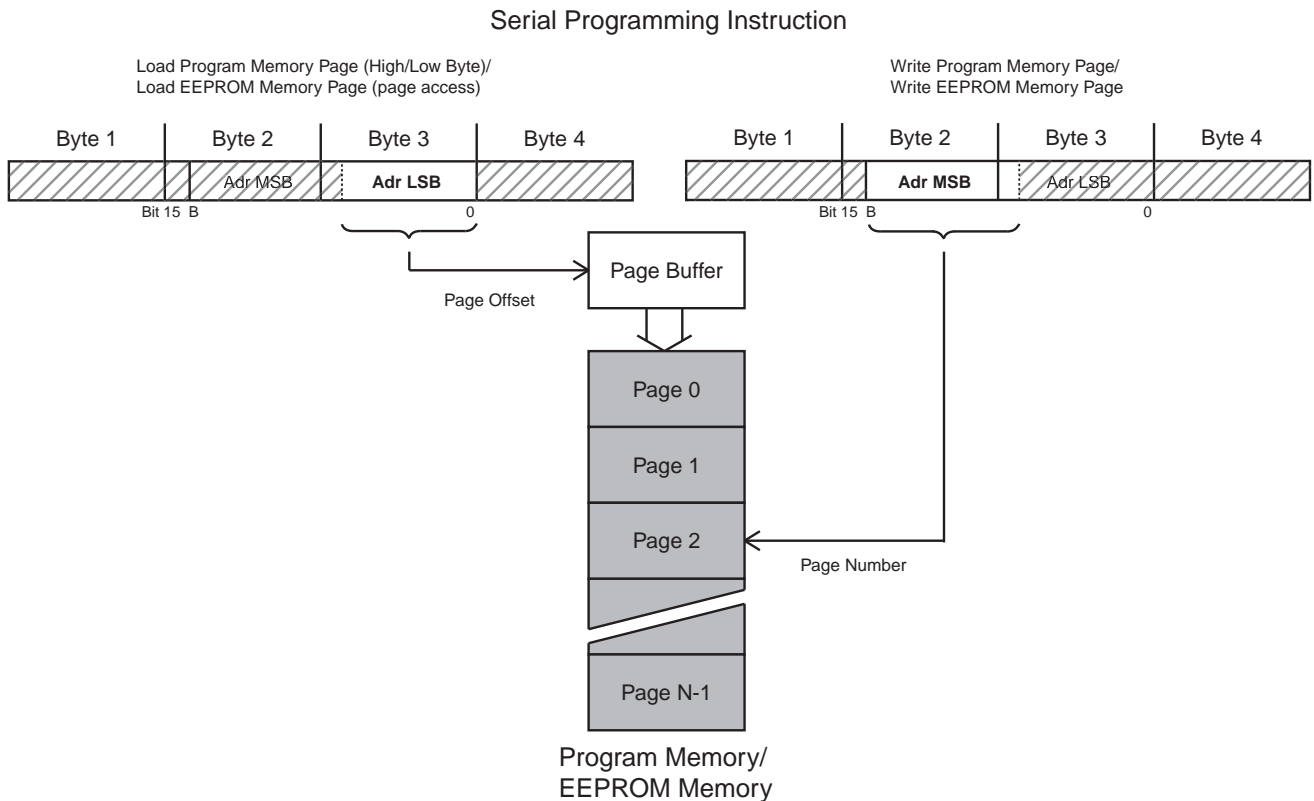 Serial Programming Instruction
Load Program Memory Page (High/Low Byte)/
Load EEPROM Memory Page (page access)
Write Program Memory Page/
Write EEPROM Memory Page
Byte 1 Byte 2 Byte 3 Byte 4
Byte 1 Byte 2 Byte 3 Byte 4
Adr MSB Adr LSB
Adr MSB Adr LSB
Bit 15 B 0
Bit 15 B 0
Page Buffer
Page Offset
Page 0
Page 1
Page 2
Page Number
Page N-1
Program Memory/
EEPROM Memory